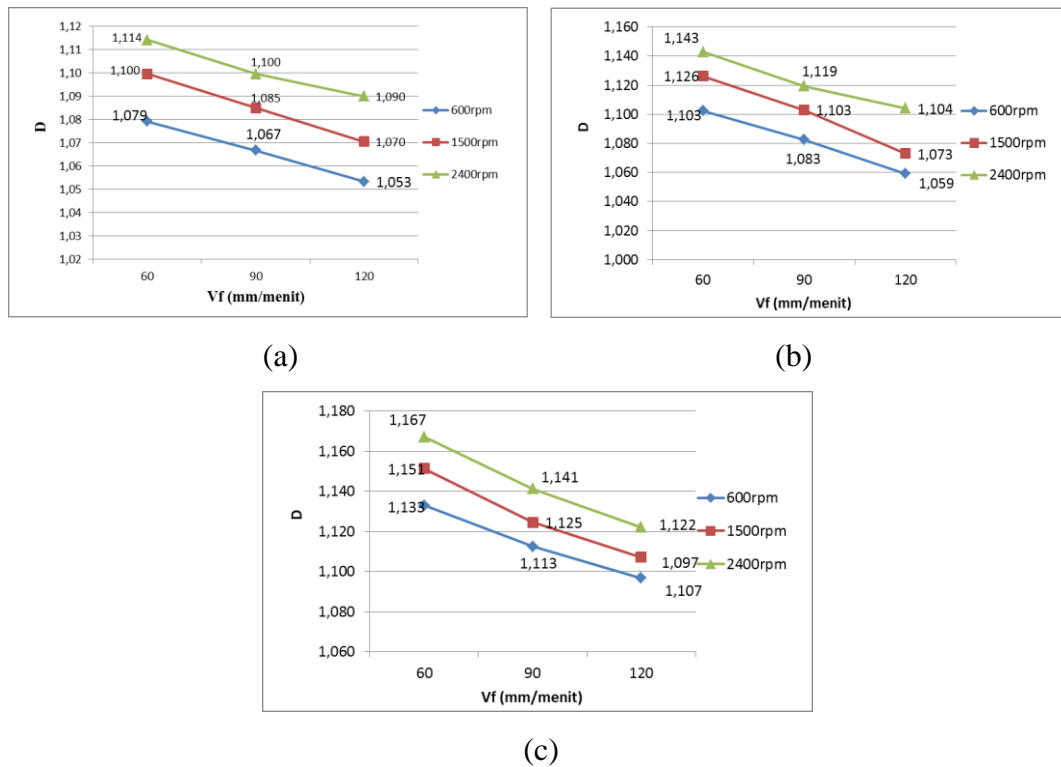 1,12
1,11
1,10
1,09
1,08
1,07
1,06
1,05
1,04
1,03
1,02
D
1,114
1,100
1,090
1,100
1,085
1,070
1,079
1,067
1,053
60 90 120
Vf (mm/menit)
600rpm
1500rpm
2400rpm
(a)
1,160
1,140
1,120
1,100
1,080
1,060
1,040
1,020
1,000
D
1,143
1,119
1,104
1,126
1,103
1,073
1,103
1,083
1,059
60 90 120
Vf (mm/menit)
600rpm
1500rpm
2400rpm
(b)
1,180
1,160
1,140
1,120
1,100
1,080
1,060
D
1,167
1,141
1,122
1,151
1,125
1,097
1,133
1,113
1,107
60 90 120
Vf (mm/menit)
600rpm
1500rpm
2400rpm
(c)